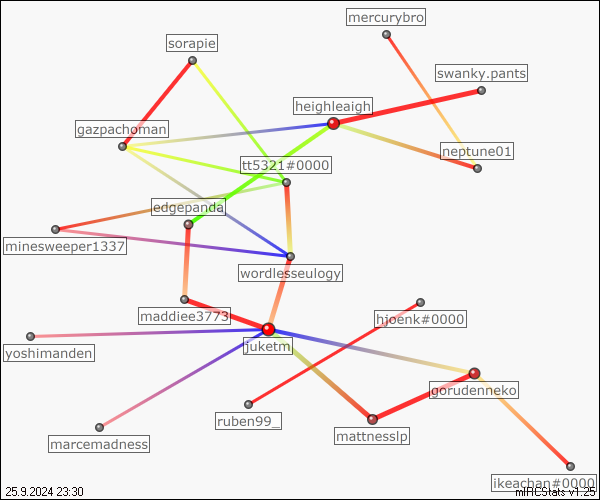 mercurybro
sorapie
swanky.pants
heighleaigh
gazpachoman
neptune01
tt5321#0000
edgepanda
minesweeper1337
wordlesseulogy
maddiee3773
hjoenk#0000
juketm
yoshimanden
gorudenneko
ruben99_
mattnesslp
marcemadness
ikeachan#0000
25.9.2024 23:30
mIRCStats v1.25